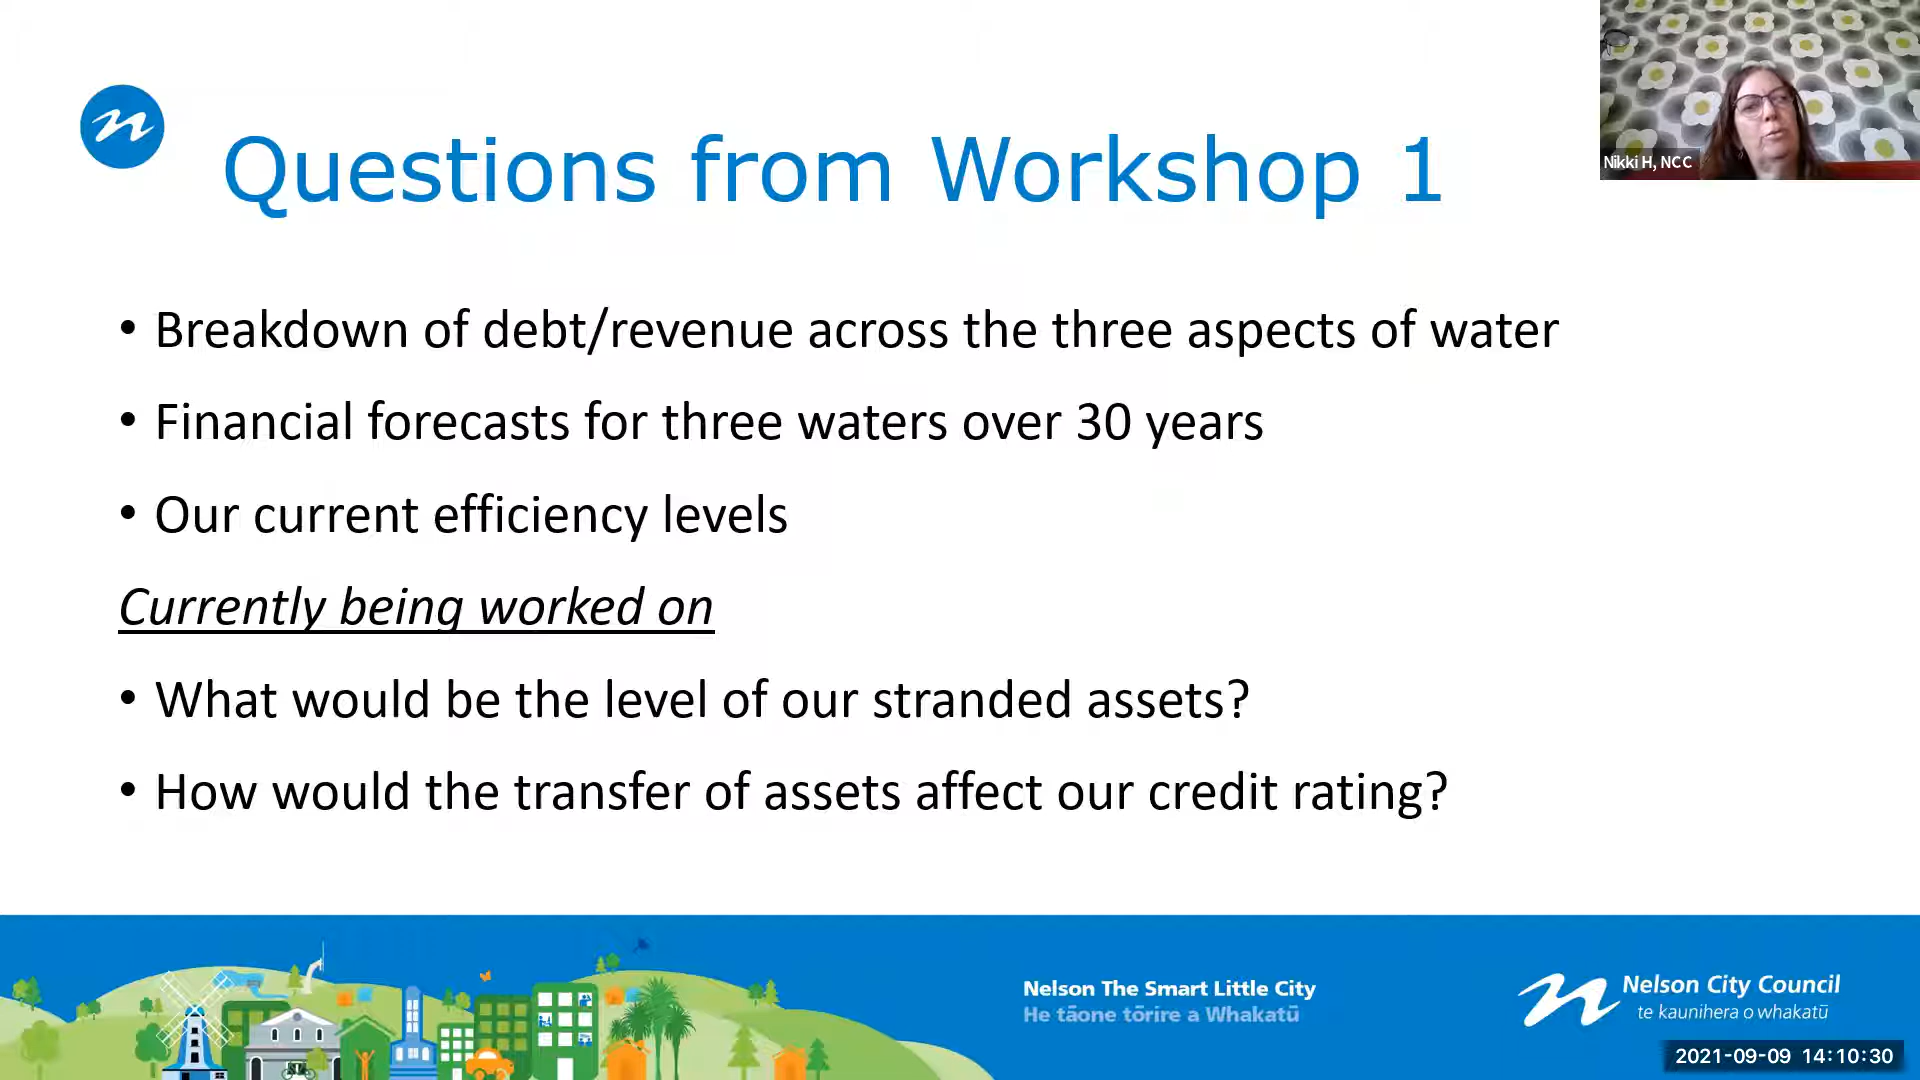 Questions from Workshop 1
Nikki H, NCC
• Breakdown of debt/revenue across the three aspects of water
• Financial forecasts for three waters over 30 years
• Our current efficiency levels
Currently being worked on
• What would be the level of our stranded assets?
• How would the transfer of assets affect our credit rating?
Nelson The Smart Little City
He tāone tōrire a Whakatū
Nelson City Council
te kaunihera o whakatū
2021-09-09 14:10:30